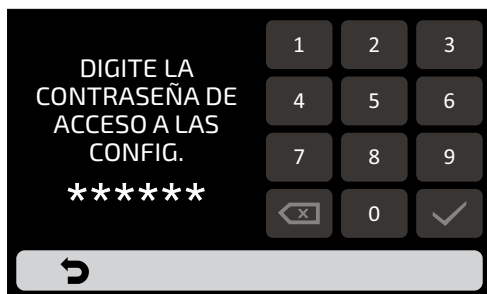 DIGITE LA
CONTRASEÑA DE
ACCESO A LAS
CONFIG.
******
1 2 3
4 5 6
7 8 9
0